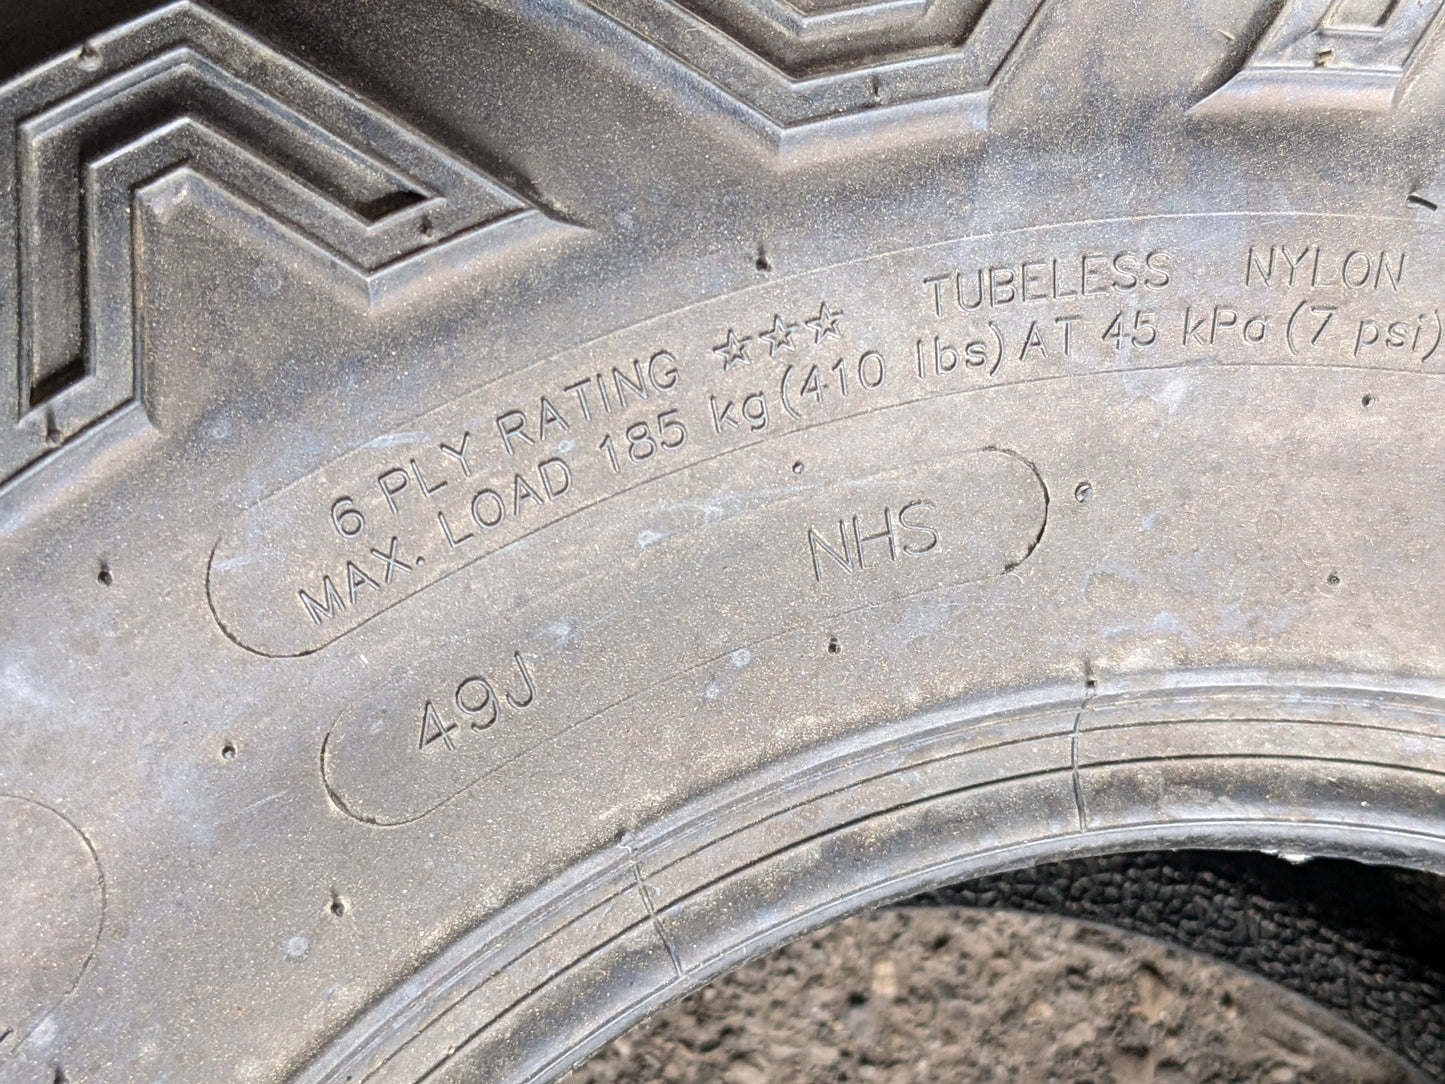 6 PLY RATING ☆☆☆ TUBELESS NYLON
MAX. LOAD 185 kg (410 lbs) AT 45 kPa (7 psi)
NHS
49J